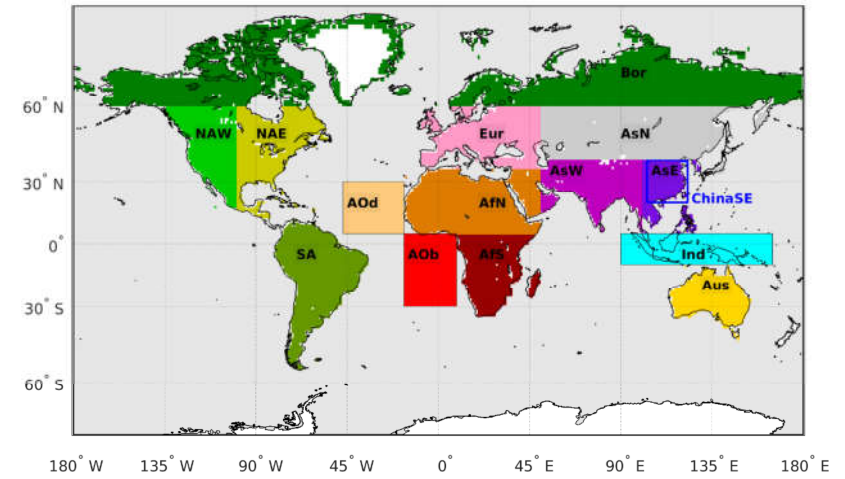 Bor
60° N
NAW NAE Eur AsN
AsW AsE
30° N
AOd AfN ChinaSE
0°
SA AOb AfS Ind
Aus
30° S
60° S
180° W 135° W 90° W 45° W 0° 45° E 90° E 135° E 180° E